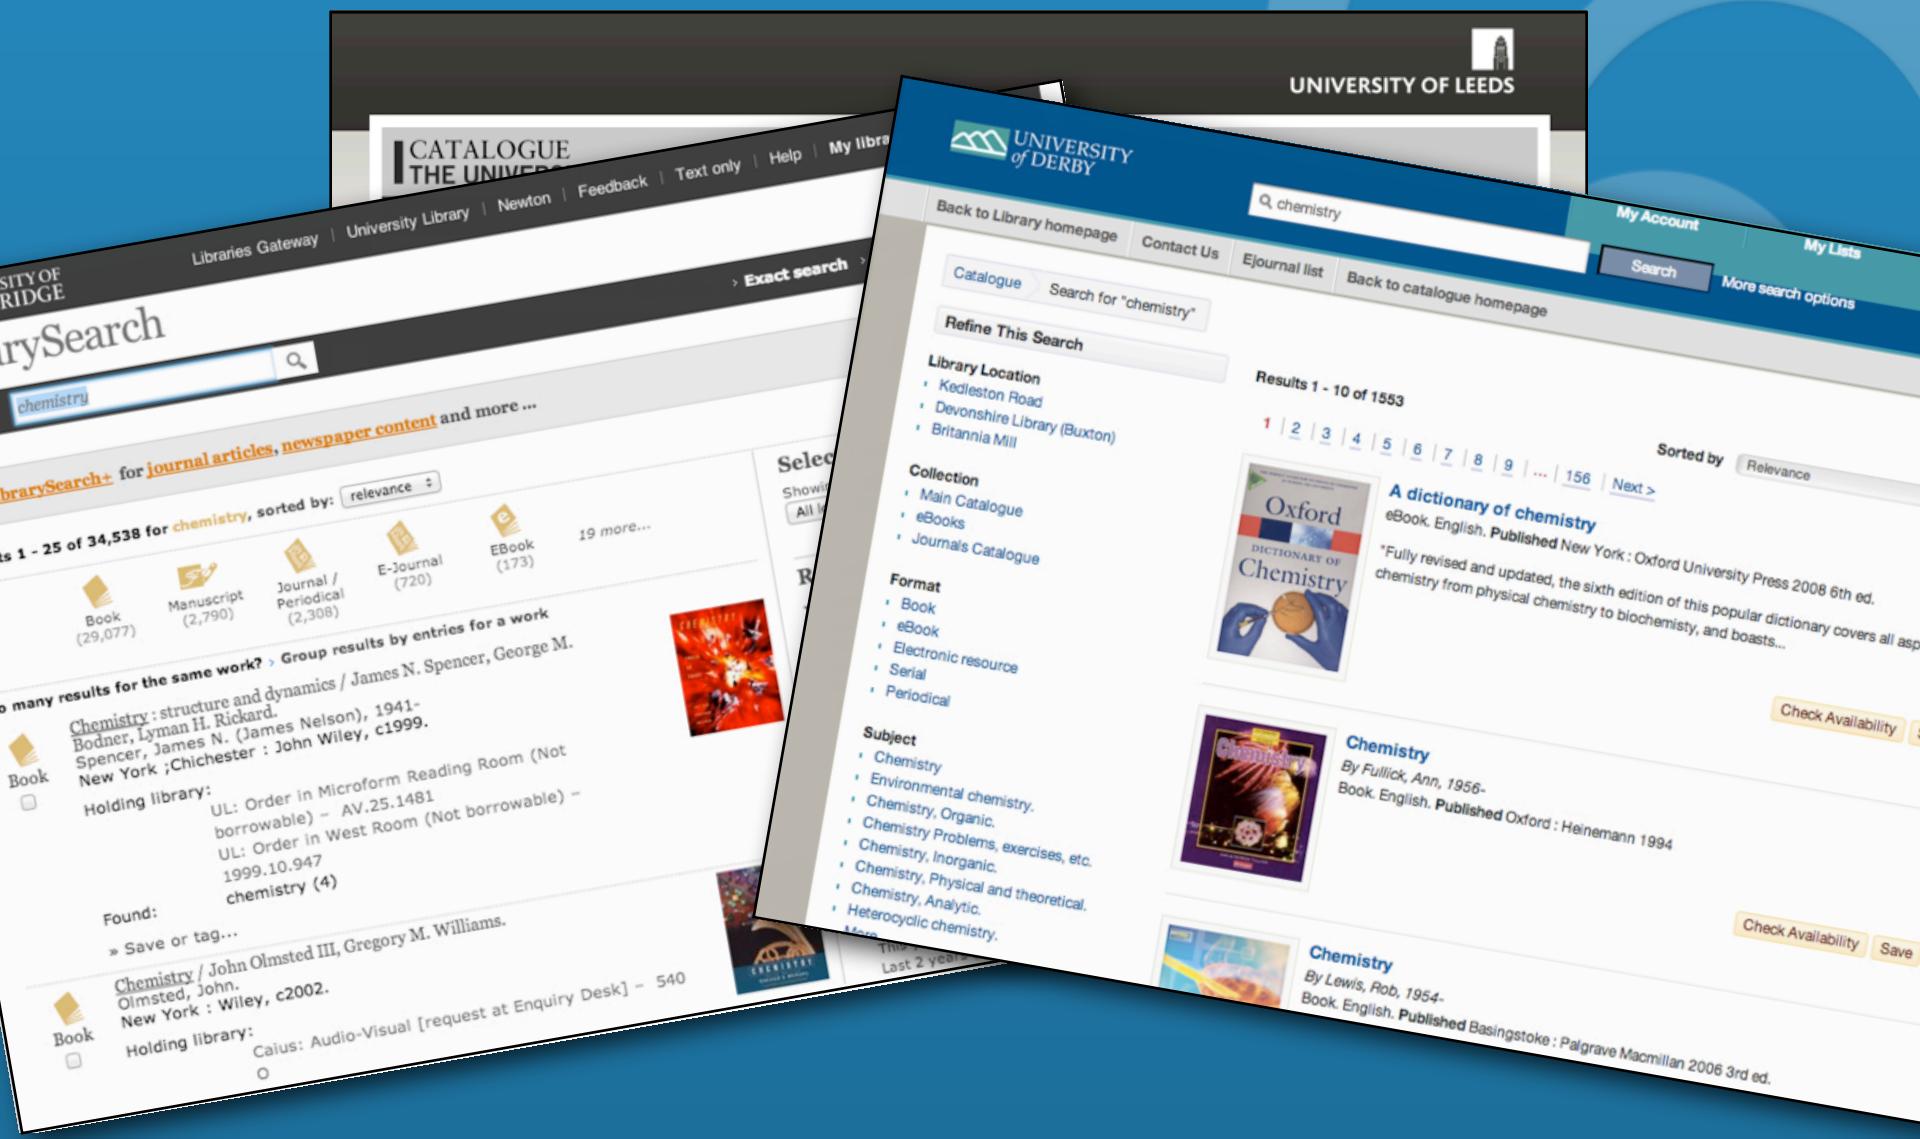 UNIVERSITY OF LEEDS
CATALOGUE
THE
Libraries Gateway | University Library | Newton | Feedback | Text only | Help | My
› Exact search ›
chemistry
for journal articles, newspaper content and more ...
1 - 25 of 34,538 for chemistry, sorted by: relevance
Book
(29,077)
Manuscript
(2,790)
Journal /
Periodical
(2,308)
E-Journal
(720)
EBook
(173)
19 more...
many results for the same work? › Group results by entries for a work
Book
Chemistry : structure and dynamics / James N. Spencer, George M.
Bodner, Lyman H. Rickard.
Spencer, James N. (James Nelson), 1941-
New York ;Chichester : John Wiley, c1999.
Holding library:
UL: Order in Microform Reading Room (Not
borrowable) – AV.25.1481
UL: Order in West Room (Not borrowable) –
1999.10.947
Found:
chemistry (4)
» Save or tag...
CHEMISTRY
Book
Chemistry / John Olmsted III, Gregory M. Williams.
Olmsted, John.
New York : Wiley, c2002.
Holding library:
Caius: Audio-Visual [request at Enquiry Desk] – 540
O
CHEMISTRY
All
Last 2
UNIVERSITY
of DERBY
chemistry
Search
My Account
My Lists
More search options
Back to Library homepage
Contact Us
Ejournal list
Back to catalogue homepage
Catalogue
Search for "chemistry"
Refine This Search
Library Location
Kedleston Road
Devonshire Library (Buxton)
Britannia Mill
Collection
Main Catalogue
eBooks
Journals Catalogue
Format
Book
eBook
Electronic resource
Serial
Periodical
Subject
Chemistry
Environmental chemistry.
Chemistry, Organic.
Chemistry Problems, exercises, etc.
Chemistry, Inorganic.
Chemistry, Physical and theoretical.
Chemistry, Analytic.
Heterocyclic chemistry.
Results 1 - 10 of 1553
1 | 2 | 3 | 4 | 5 | 6 | 7 | 8 | 9 | ... | 156 | Next >
Sorted by Relevance
Oxford
DICTIONARY OF
Chemistry
A dictionary of chemistry
eBook. English. Published New York : Oxford University Press 2008 6th ed.
"Fully revised and updated, the sixth edition of this popular dictionary covers all
chemistry from physical chemistry to biochemisty, and boasts...
Check Availability
Chemistry
Chemistry
By Fullick, Ann, 1956-
Book. English. Published Oxford : Heinemann 1994
Check Availability
Save
Chemistry
By Lewis, Rob, 1954-
Book. English. Published Basingstoke : Palgrave Macmillan 2006 3rd ed.